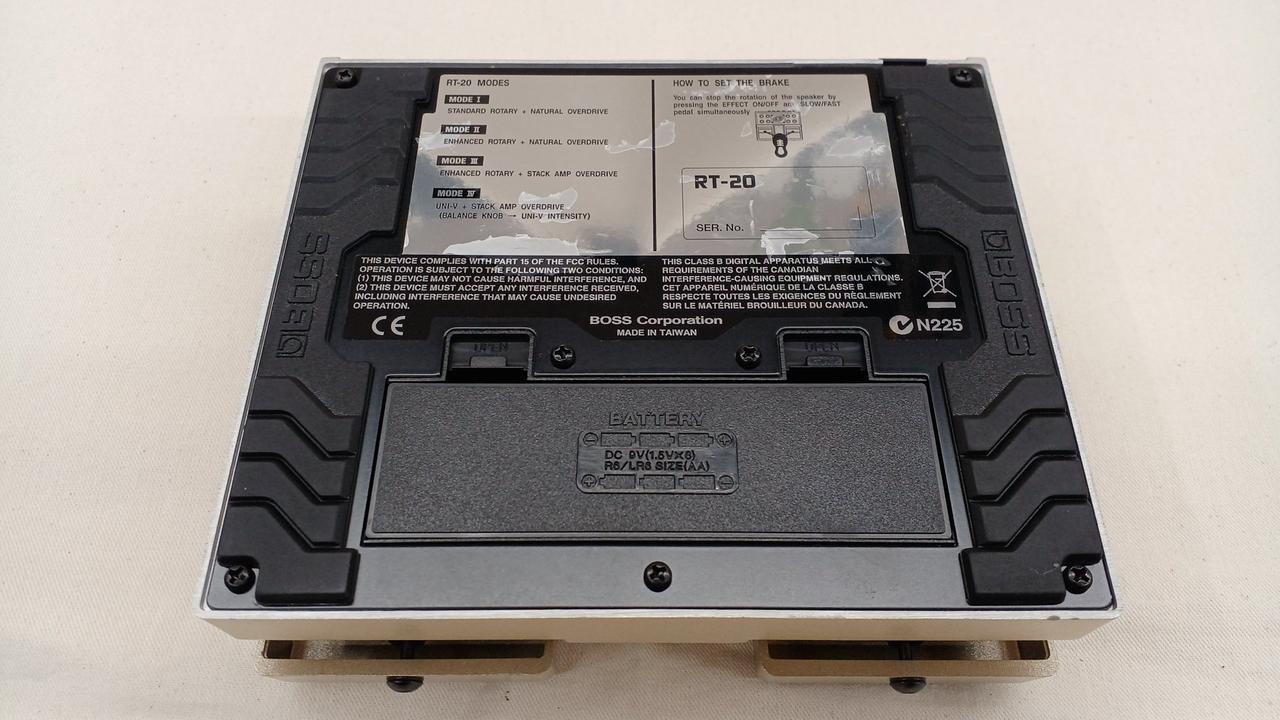 RT-20 MODES
MODE I
STANDARD ROTARY + NATURAL OVERDRIVE
MODE II
ENHANCED ROTARY + NATURAL OVERDRIVE
MODE III
ENHANCED ROTARY + STACK AMP OVERDRIVE
MODE IV
UNI-V + STACK AMP OVERDRIVE
(BALANCE KNOB → UNI-V INTENSITY)
HOW TO SET THE BRAKE
You can stop the rotation of the speaker by
pressing the EFFECT ON/OFF and SLOW/FAST
pedal simultaneously
RT-20
SER. No.
THIS DEVICE COMPLIES WITH PART 15 OF THE FCC RULES.
OPERATION IS SUBJECT TO THE FOLLOWING TWO CONDITIONS:
(1) THIS DEVICE MAY NOT CAUSE HARMFUL INTERFERENCE, AND
(2) THIS DEVICE MUST ACCEPT ANY INTERFERENCE RECEIVED,
INCLUDING INTERFERENCE THAT MAY CAUSE UNDESIRED
OPERATION.
THIS CLASS B DIGITAL APPARATUS MEETS ALL
REQUIREMENTS OF THE CANADIAN
INTERFERENCE-CAUSING EQUIPMENT REGULATIONS.
CET APPAREIL NUMÉRIQUE DE LA CLASSE B
RESPECTE TOUTES LES EXIGENCES DU RÈGLEMENT
SUR LE MATÉRIEL BROUILLEUR DU CANADA.
CE
BOSS Corporation
MADE IN TAIWAN
N225
BOSS
BOSS
OPEN
OPEN
BATTERY
DC 9V(1.5V×6)
R6/LR6 SIZE(AA)